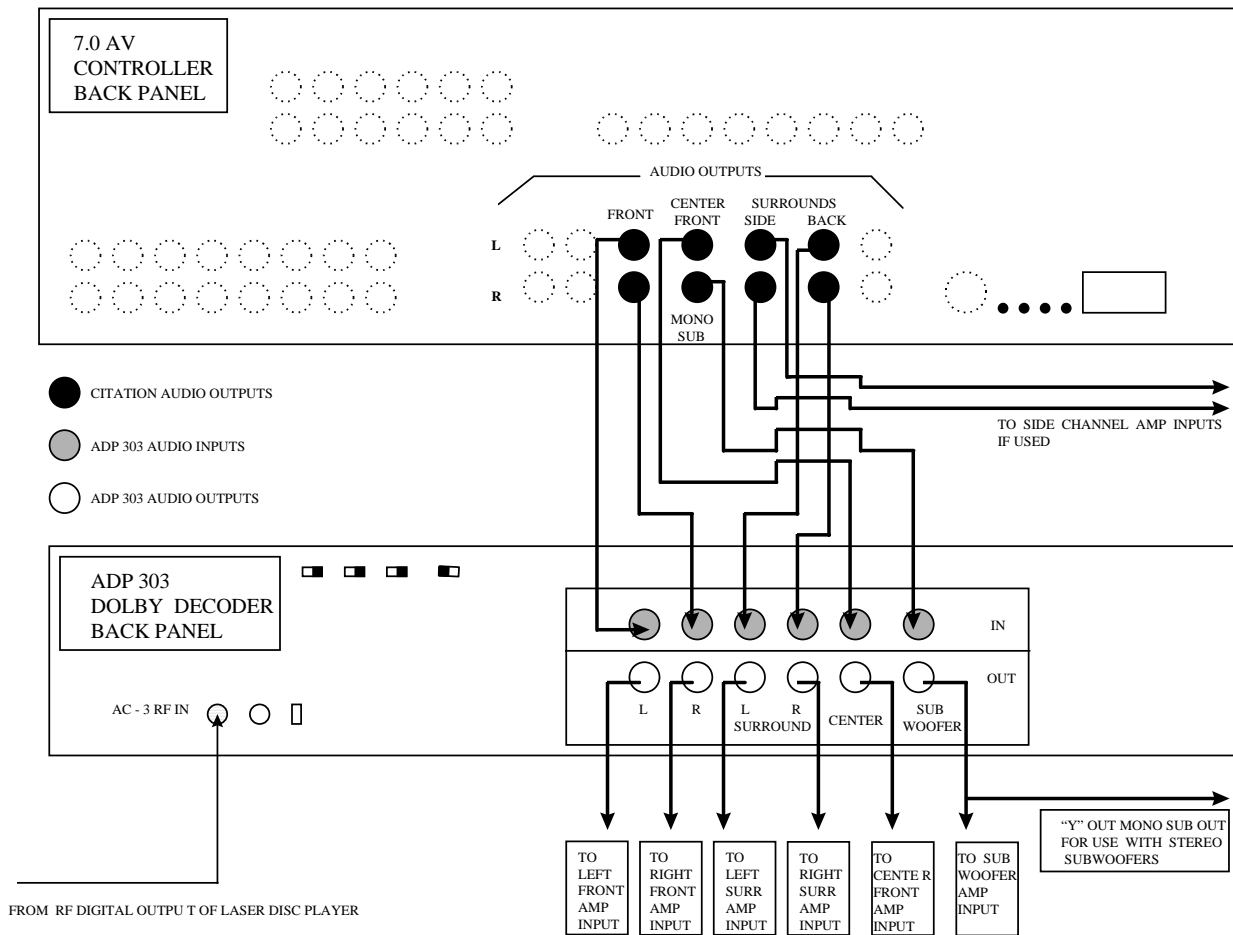 7.0 AV
CONTROLLER
BACK PANEL
AUDIO OUTPUTS
FRONT
CENTER
FRONT
SURROUNDS
SIDE BACK
L
R
MONO
SUB
CITATION AUDIO OUTPUTS
ADP 303 AUDIO INPUTS
ADP 303 AUDIO OUTPUTS
TO SIDE CHANNEL AMP INPUTS
IF USED
ADP 303
DOLBY DECODER
BACK PANEL
IN
OUT
AC - 3 RF IN
L R L R
SURROUND
CENTER
SUB
WOOFER
"Y" OUT MONO SUB OUT
FOR USE WITH STEREO
SUBWOOFERS
TO
LEFT
FRONT
AMP
INPUT
TO
RIGHT
FRONT
AMP
INPUT
TO
LEFT
SURR
AMP
INPUT
TO
RIGHT
SURR
AMP
INPUT
TO
CENTE R
FRONT
AMP
INPUT
TO SUB
WOOFER
AMP
INPUT
FROM RF DIGITAL OUTPU T OF LASER DISC PLAYER